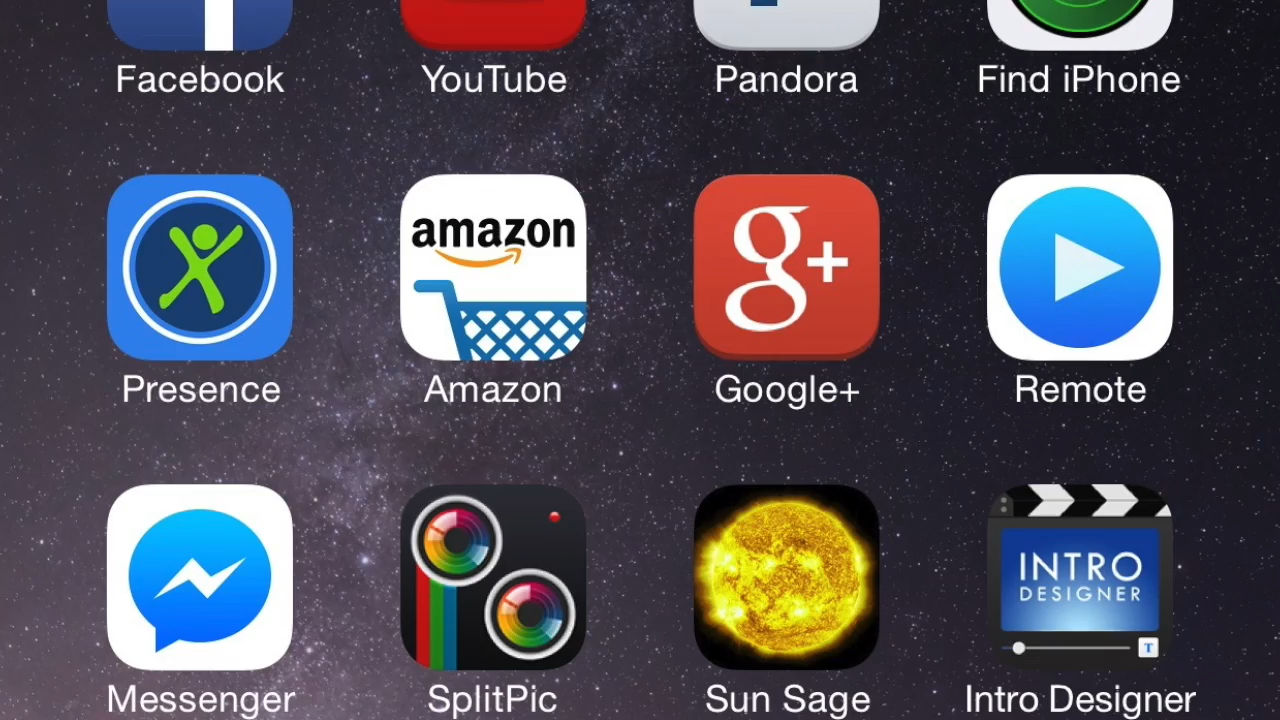 Facebook
YouTube
Pandora
Find iPhone
amazon
g+
Presence
Amazon
Google+
Remote
INTRO
DESIGNER
T
Messenger
SplitPic
Sun Sage
Intro Designer